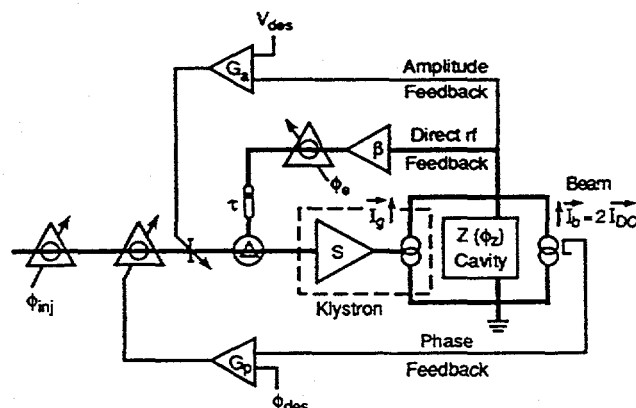 V_des
G_a
Amplitude
Feedback
β
Direct rf
Feedback
ϕ_e
τ
I_g
Beam
I_b = 2 I_DC
Δ
S
Z {ϕ_z}
Cavity
ϕ_inj
Klystron
G_p
Phase
Feedback
ϕ_des